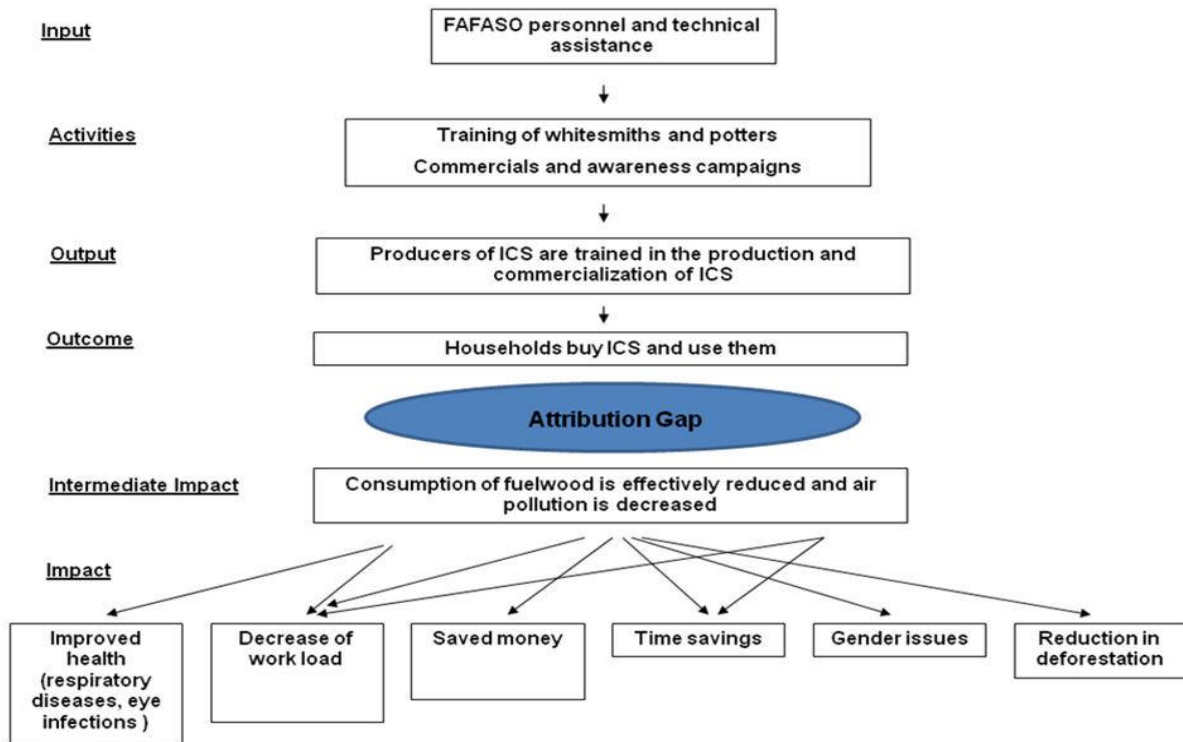 Input
FAFASO personnel and technical
assistance
Activities
Training of whitesmiths and potters
Commercials and awareness campaigns
Output
Producers of ICS are trained in the production and
commercialization of ICS
Outcome
Households buy ICS and use them
Attribution Gap
Intermediate Impact
Consumption of fuelwood is effectively reduced and air
pollution is decreased
Impact
Improved
health
(respiratory
diseases, eye
infections )
Decrease of
work load
Saved money
Time savings
Gender issues
Reduction in
deforestation